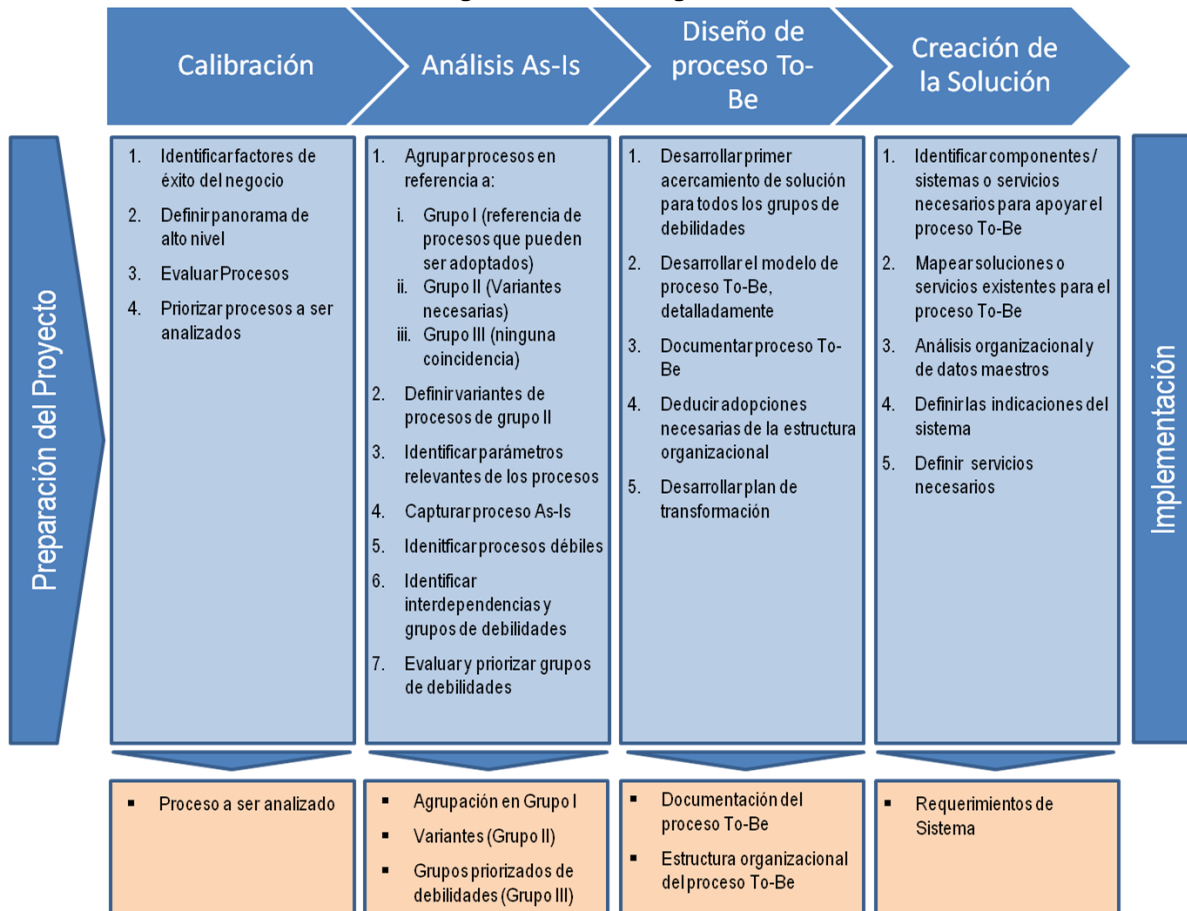 Calibración
Análisis As-Is
Diseño de
proceso To-
Be
Creación de
la Solución
Preparación del Proyecto
1. Identificar factores de
éxito del negocio
2. Definir panorama de
alto nivel
3. Evaluar Procesos
4. Priorizar procesos a ser
analizados
1. Agrupar procesos en
referencia a:
i. Grupo I (referencia de
procesos que pueden
ser adoptados)
ii. Grupo II (Variantes
necesarias)
iii. Grupo III (ninguna
coincidencia)
2. Definir variantes de
procesos de grupo II
3. Identificar parámetros
relevantes de los procesos
4. Capturar proceso As-Is
5. Idenitficar procesos débiles
6. Identificar
interdependencias y
grupos de debilidades
7. Evaluar y priorizar grupos
de debilidades
1. Desarrollar primer
acercamiento de solución
para todos los grupos de
debilidades
2. Desarrollar el modelo de
proceso To-Be,
detalladamente
3. Documentar proceso To-
Be
4. Deducir adopciones
necesarias de la estructura
organizacional
5. Desarrollar plan de
transformación
1. Identificar componentes /
sistemas o servicios
necesarios para apoyar el
proceso To-Be
2. Mapear soluciones o
servicios existentes para el
proceso To-Be
3. Análisis organizacional y
de datos maestros
4. Definir las indicaciones del
sistema
5. Definir servicios
necesarios
Implementación
▪ Proceso a ser analizado
▪ Agrupación en Grupo I
▪ Variantes (Grupo II)
▪ Grupos priorizados de
debilidades (Grupo III)
▪ Documentación del
proceso To-Be
▪ Estructura organizacional
del proceso To-Be
▪ Requerimientos de
Sistema